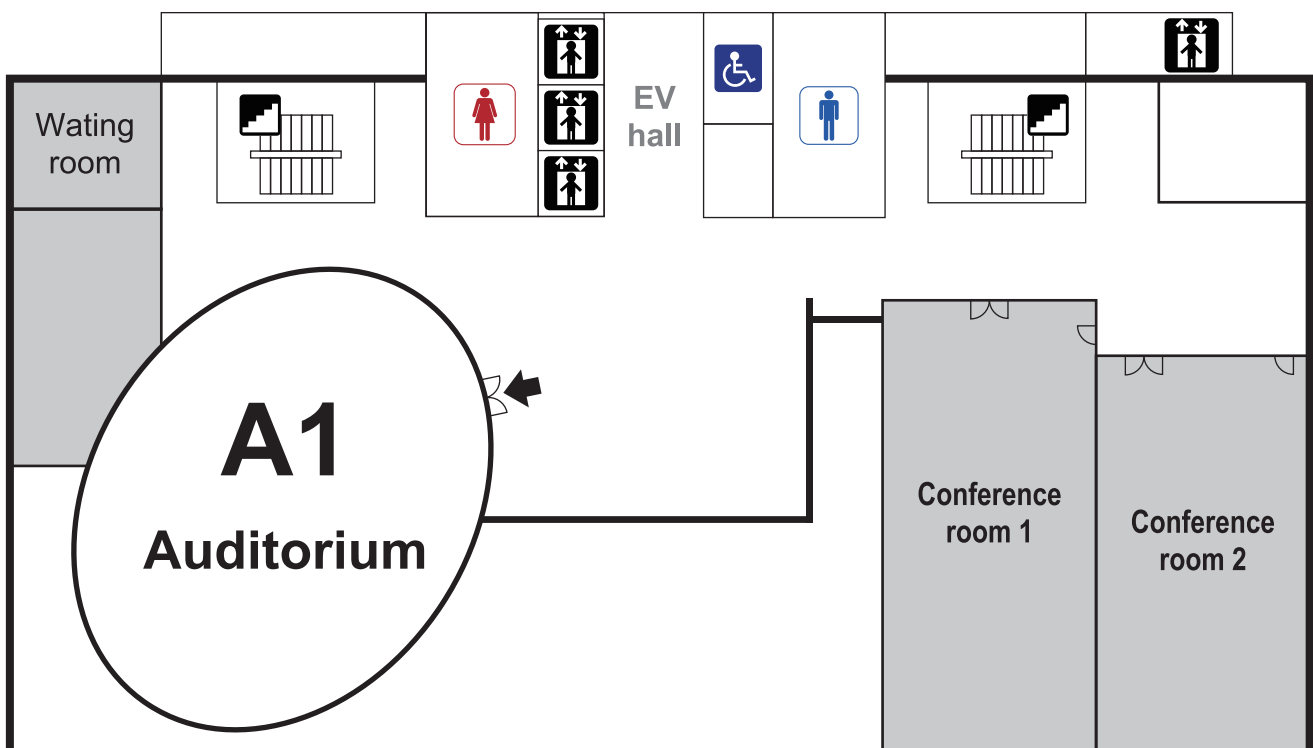 EV
hall
Wating
room
A1
Auditorium
Conference
room 1
Conference
room 2